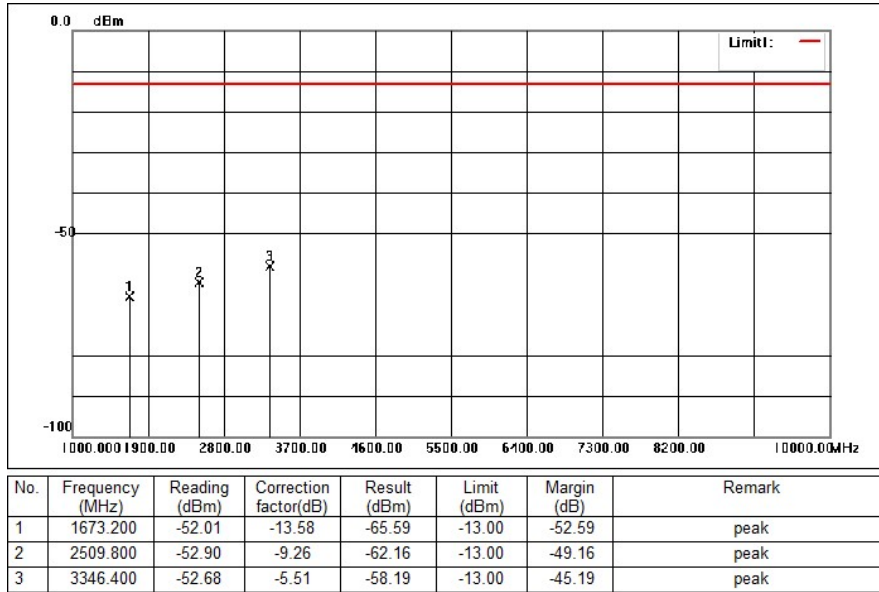 0.0 dBm
Limit1:
-50
1
2
3
-100
1000.000 1900.00 2800.00 3700.00 4600.00 5500.00 6400.00 7300.00 8200.00 10000.00 MHz
No. Frequency (MHz) Reading (dBm) Correction factor(dB) Result (dBm) Limit (dBm) Margin (dB) Remark
1 1673.200 -52.01 -13.58 -65.59 -13.00 -52.59 peak
2 2509.800 -52.90 -9.26 -62.16 -13.00 -49.16 peak
3 3346.400 -52.68 -5.51 -58.19 -13.00 -45.19 peak